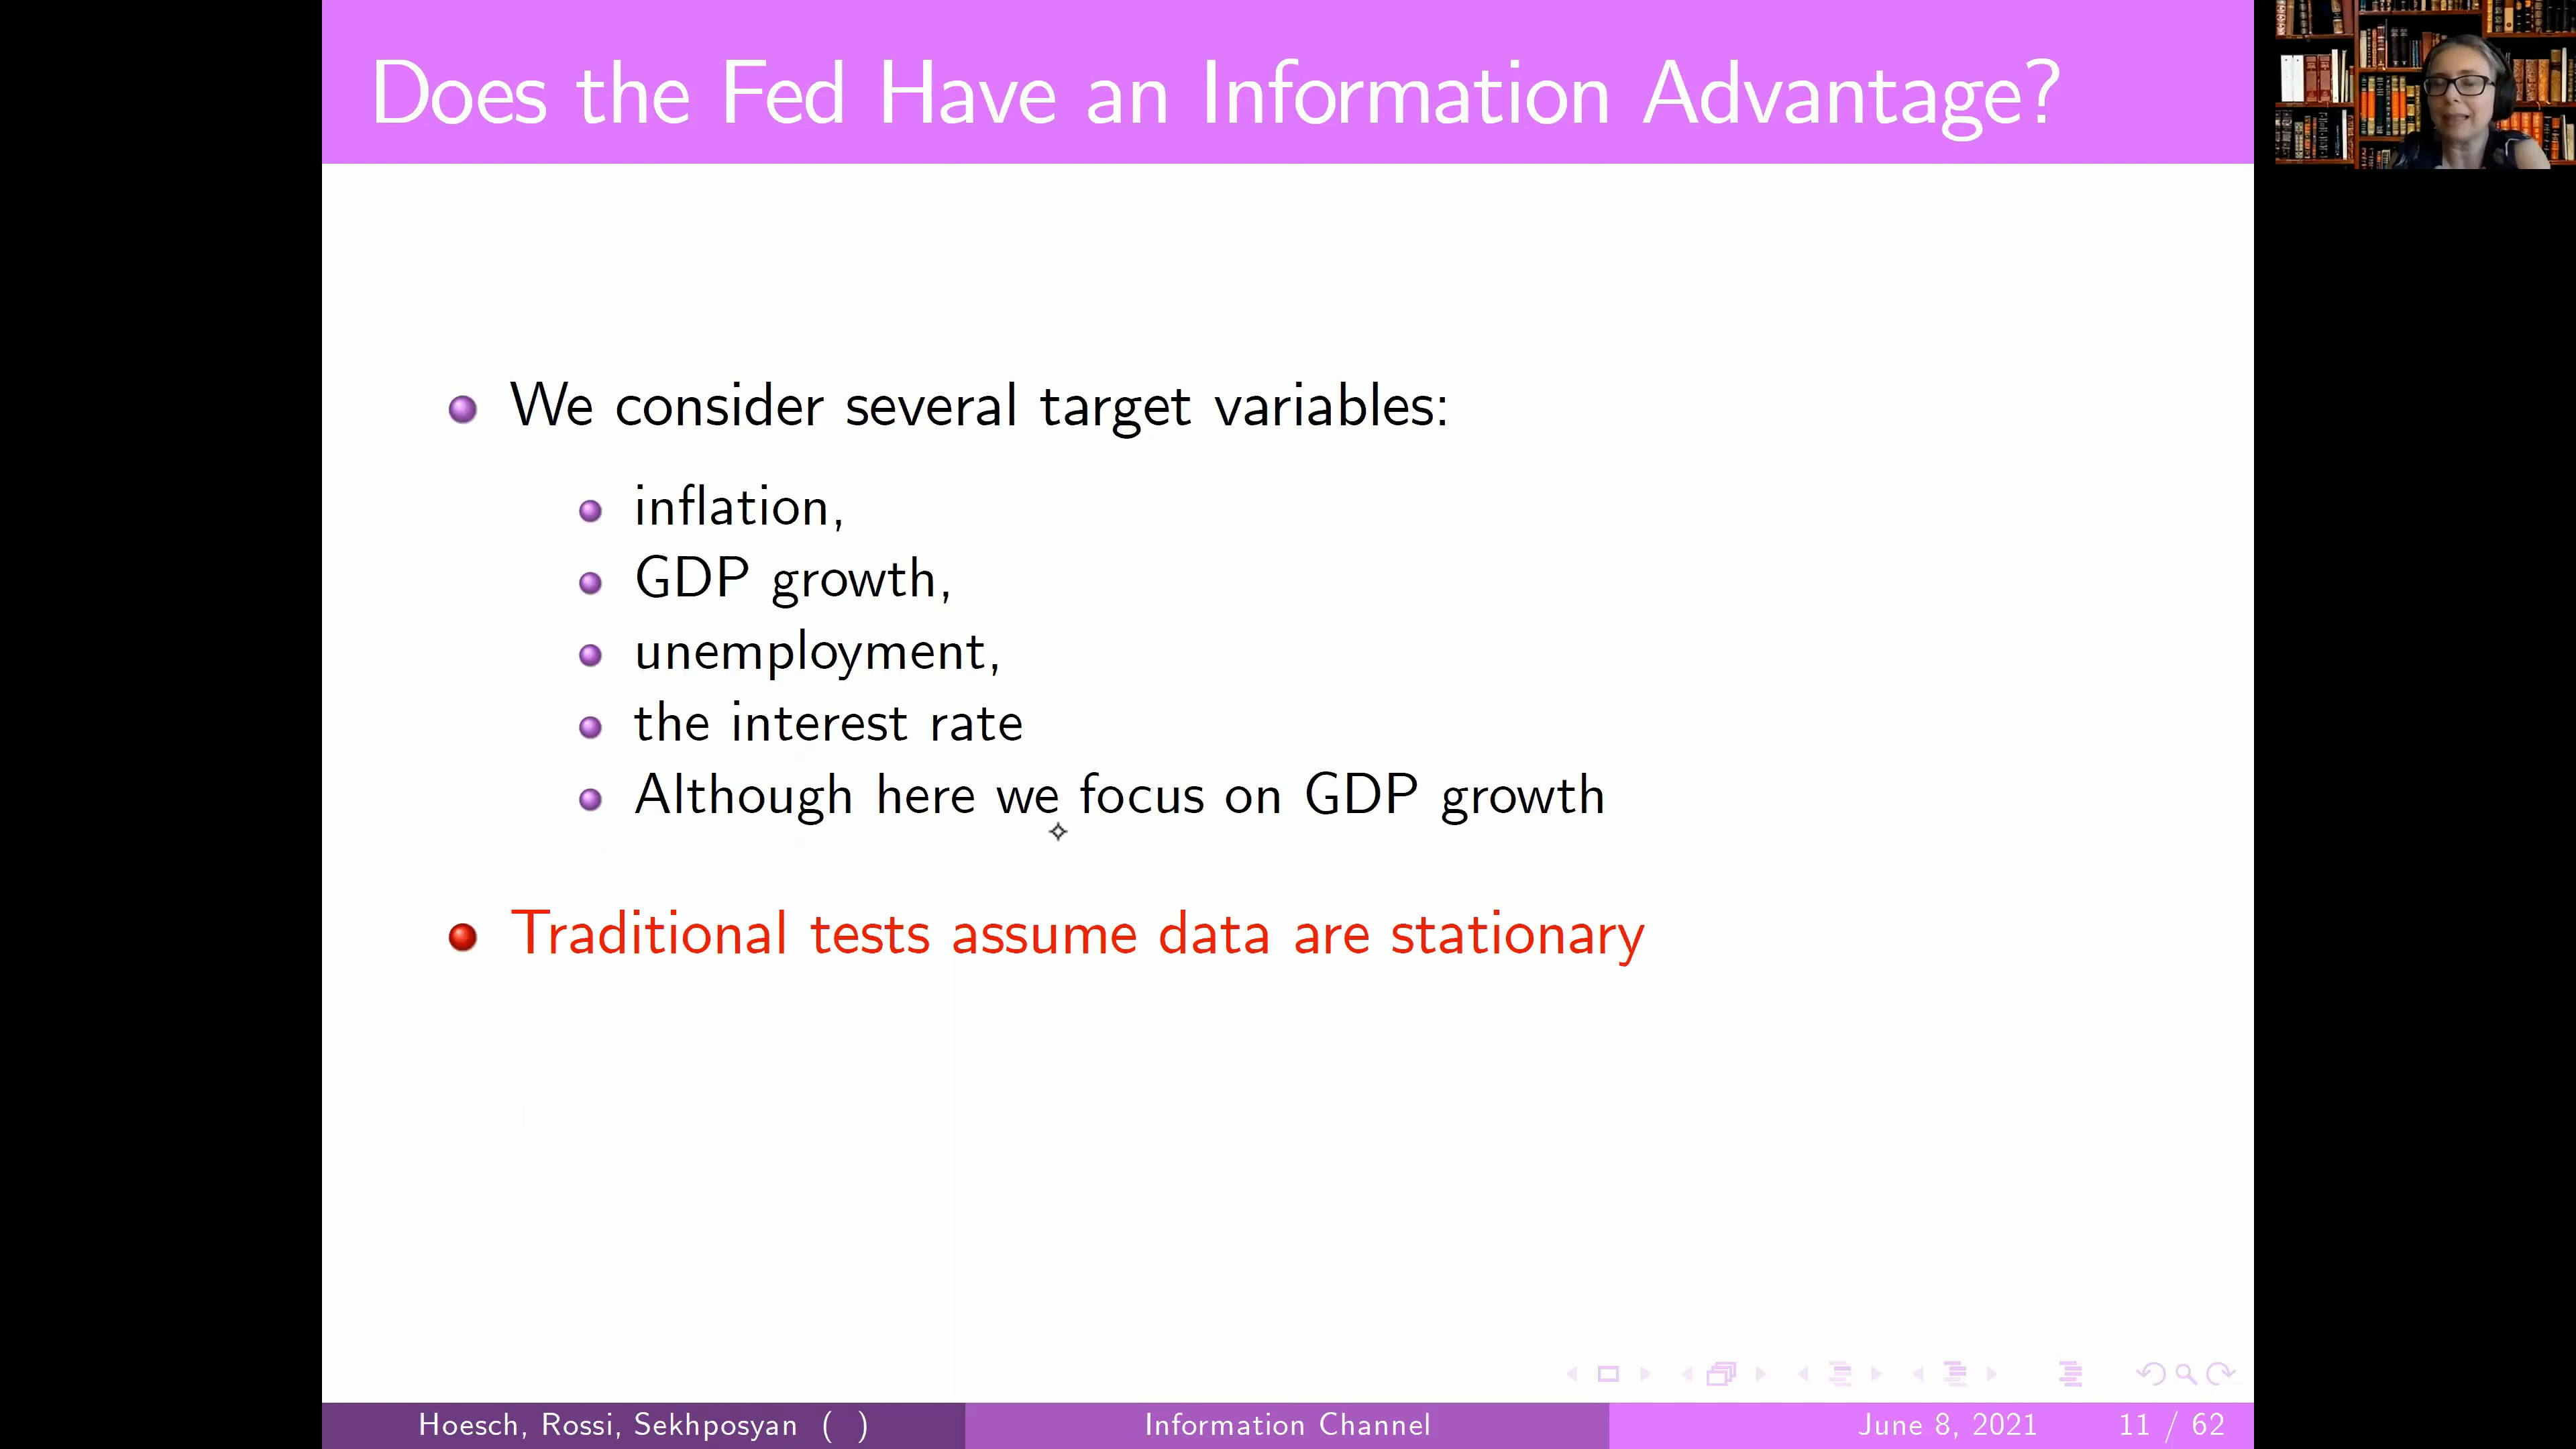 Does the Fed Have an Information Advantage?
We consider several target variables:
inflation,
GDP growth,
unemployment,
the interest rate
Although here we focus on GDP growth
Traditional tests assume data are stationary
Hoesch, Rossi, Sekhposyan ( )
Information Channel
June 8, 2021
11 / 62